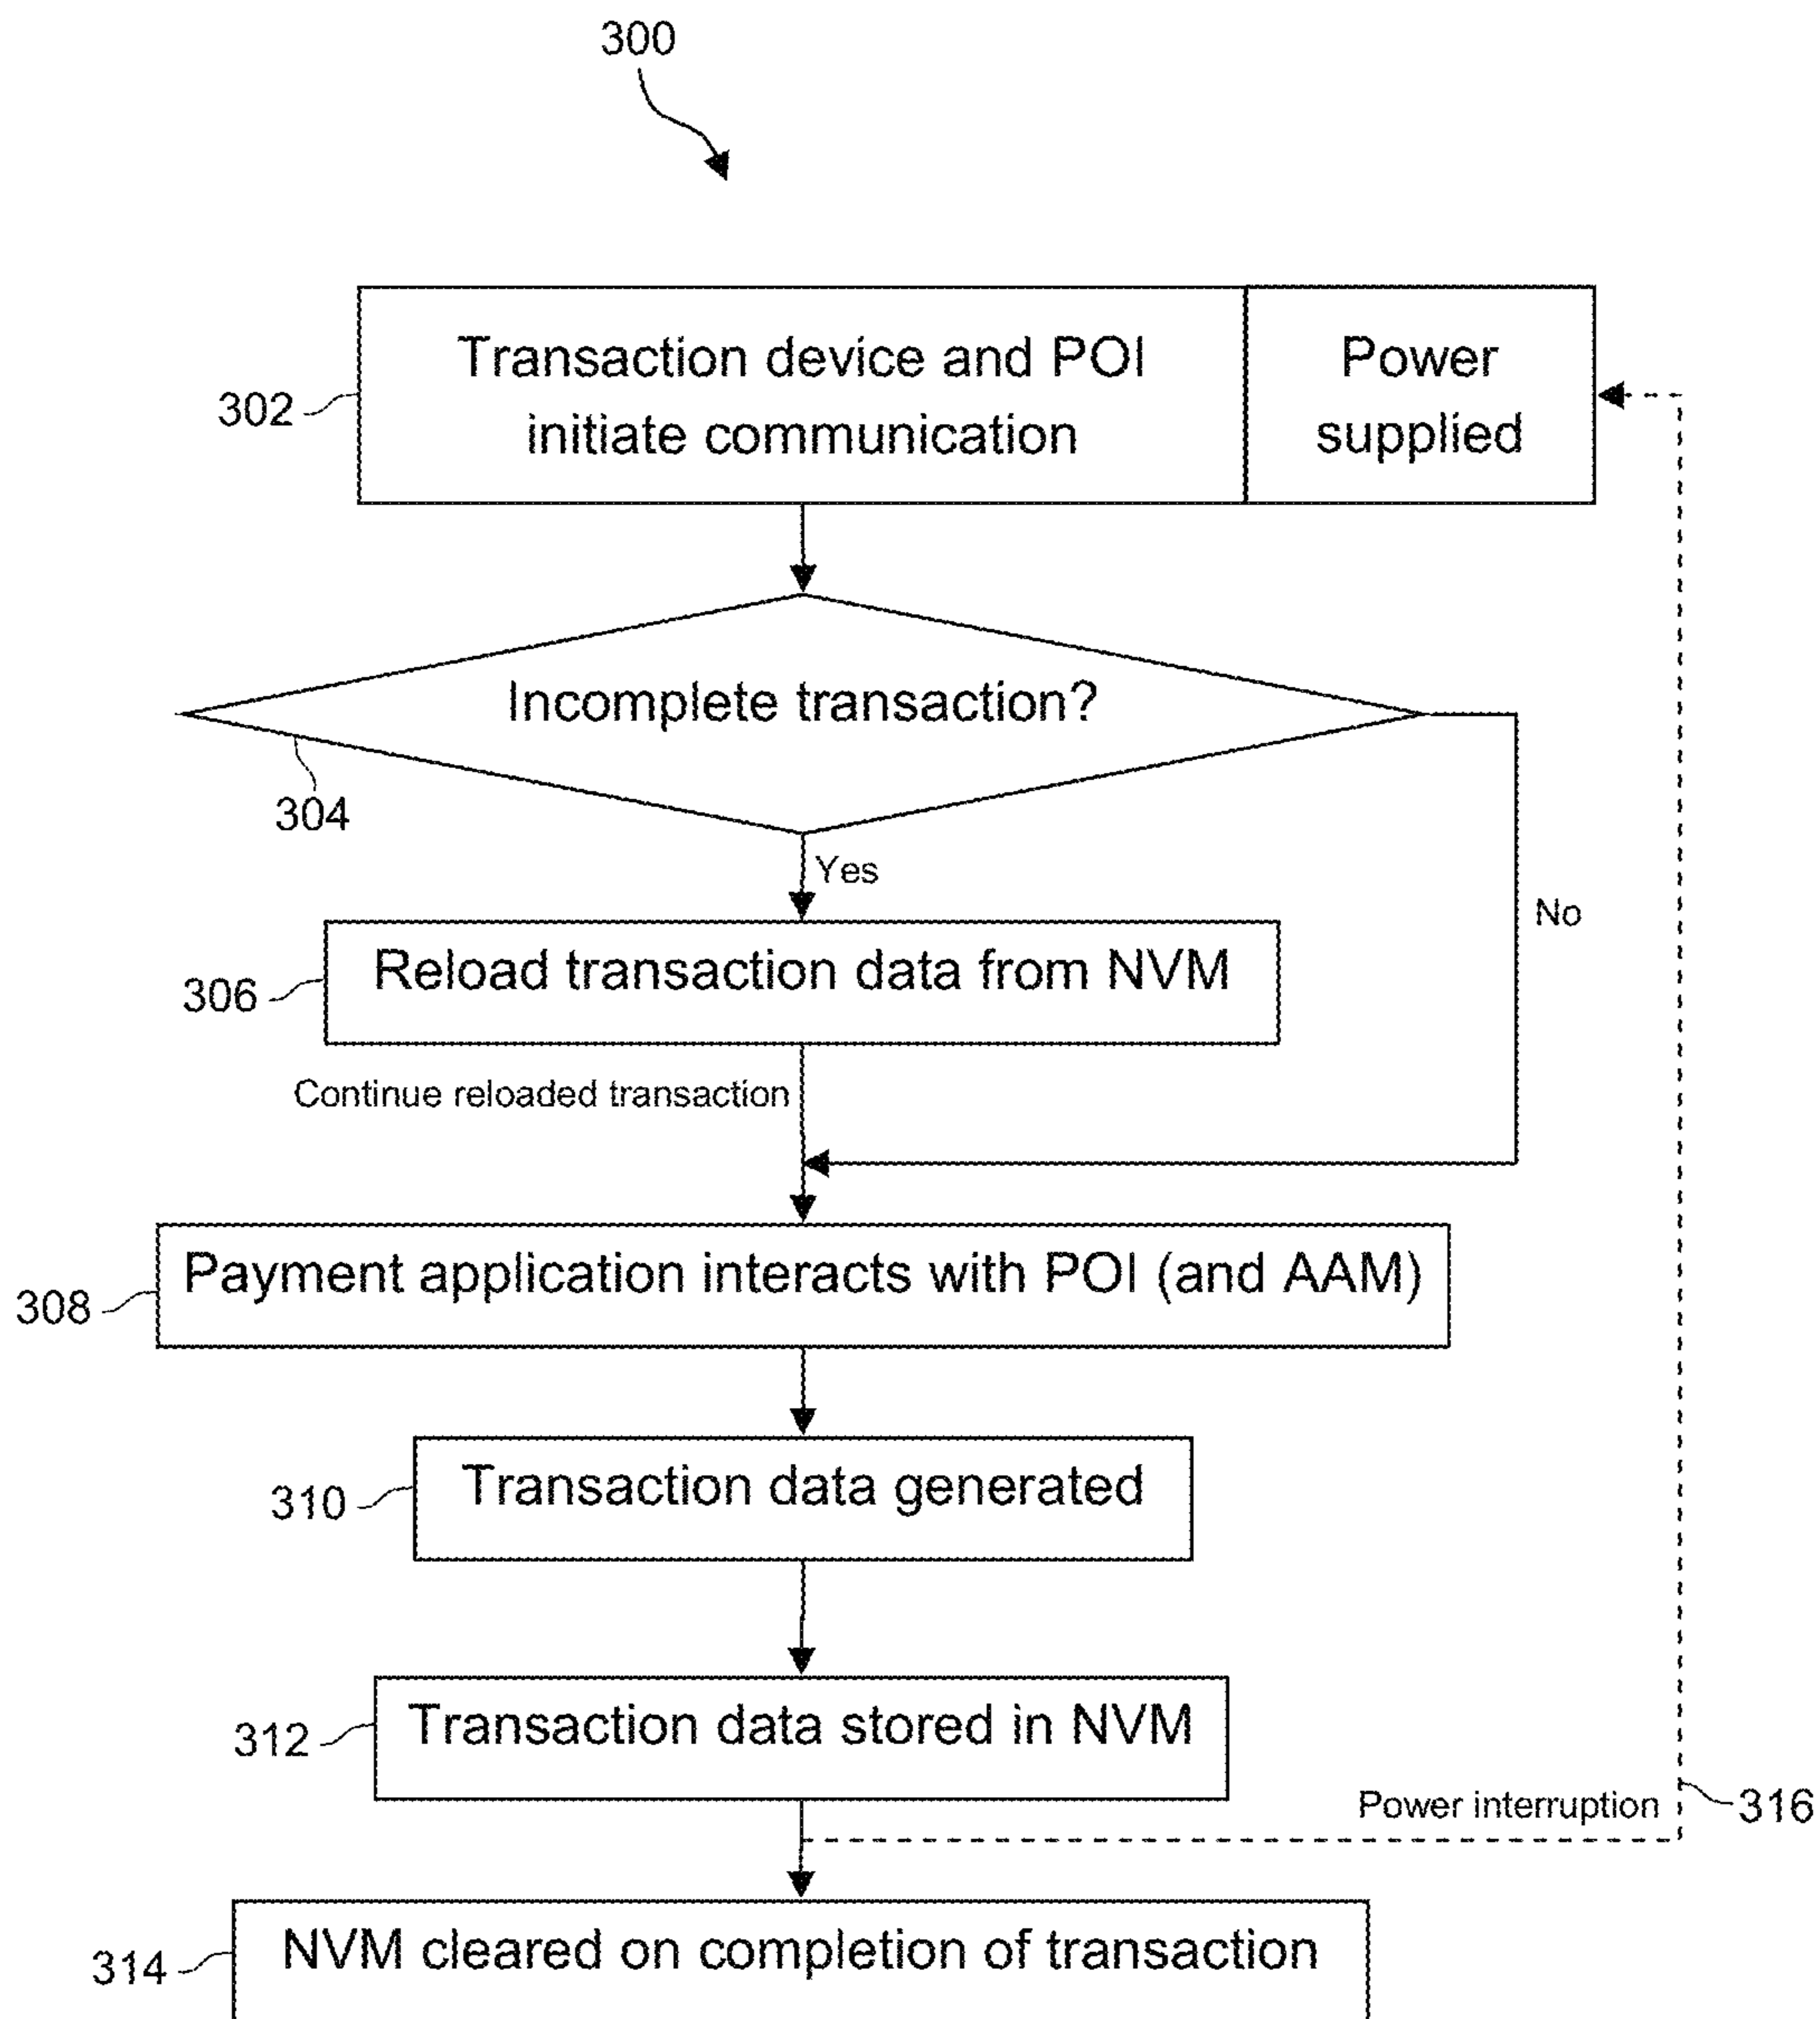 300
Transaction device and POI
initiate communication
Power
supplied
302
Incomplete transaction?
304
Yes
No
Reload transaction data from NVM
306
Continue reloaded transaction
Payment application interacts with POI (and AAM)
308
Transaction data generated
310
Transaction data stored in NVM
312
Power interruption
316
NVM cleared on completion of transaction
314